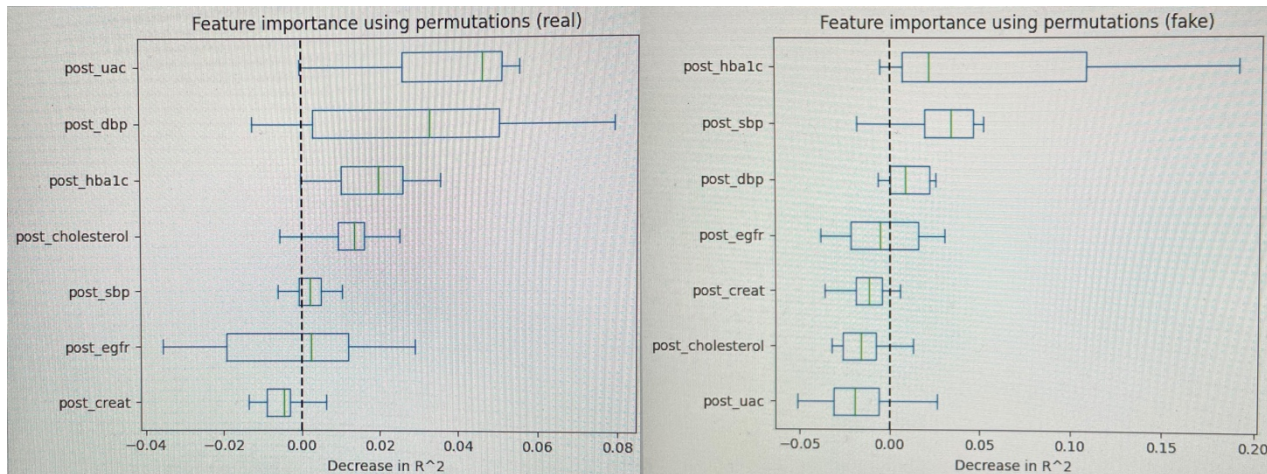 Feature importance using permutations (real)
post_uac
post_dbp
post_hba1c
post_cholesterol
post_sbp
post_egfr
post_creat
−0.04 −0.02 0.00 0.02 0.04 0.06 0.08
Decrease in R^2
Feature importance using permutations (fake)
post_hba1c
post_sbp
post_dbp
post_egfr
post_creat
post_cholesterol
post_uac
−0.05 0.00 0.05 0.10 0.15 0.20
Decrease in R^2